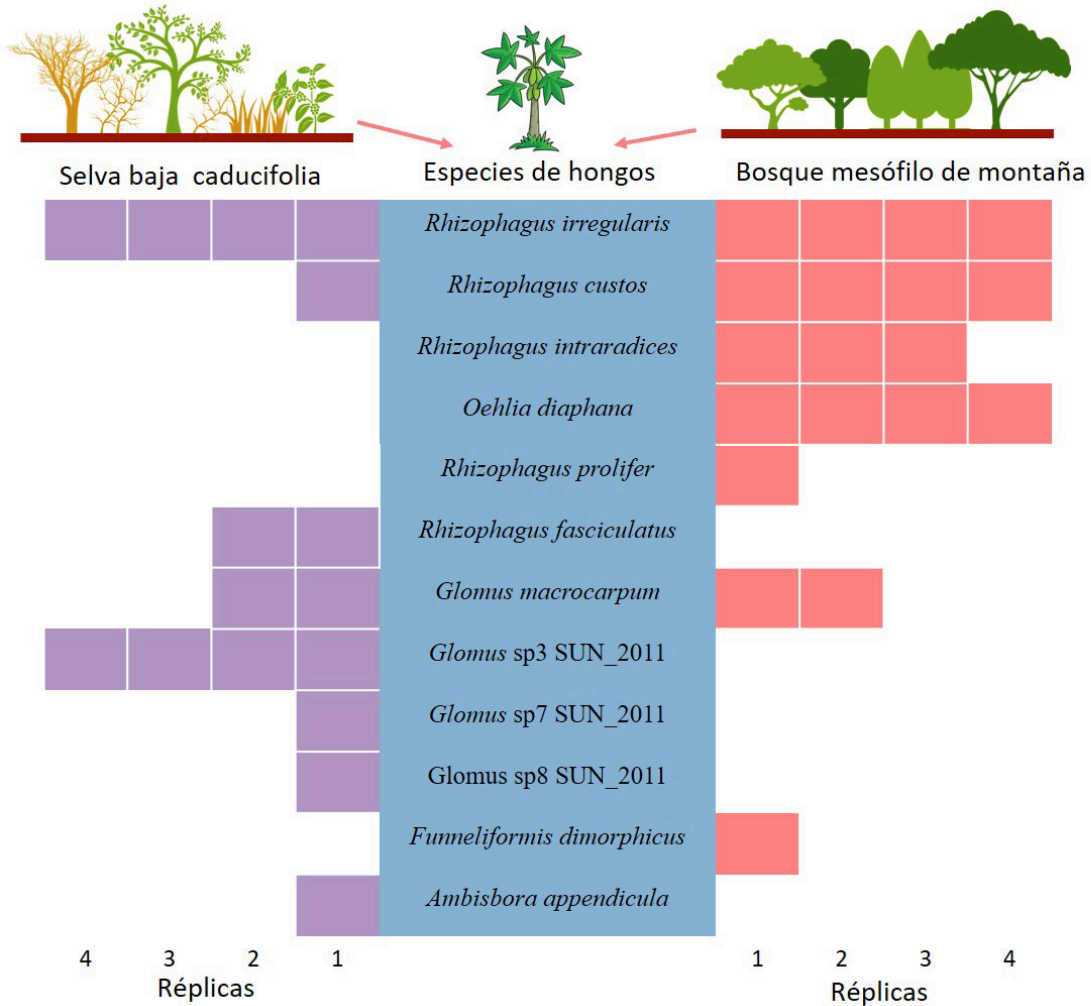 Selva baja caducifolia
Especies de hongos
Bosque mesófilo de montaña
Rhizophagus irregularis
Rhizophagus custos
Rhizophagus intraradices
Oehlia diaphana
Rhizophagus prolifer
Rhizophagus fasciculatus
Glomus macrocarpum
Glomus sp3 SUN_2011
Glomus sp7 SUN_2011
Glomus sp8 SUN_2011
Funneliformis dimorphicus
Ambisbora appendicula
4 3 2 1
Réplicas
1 2 3 4
Réplicas